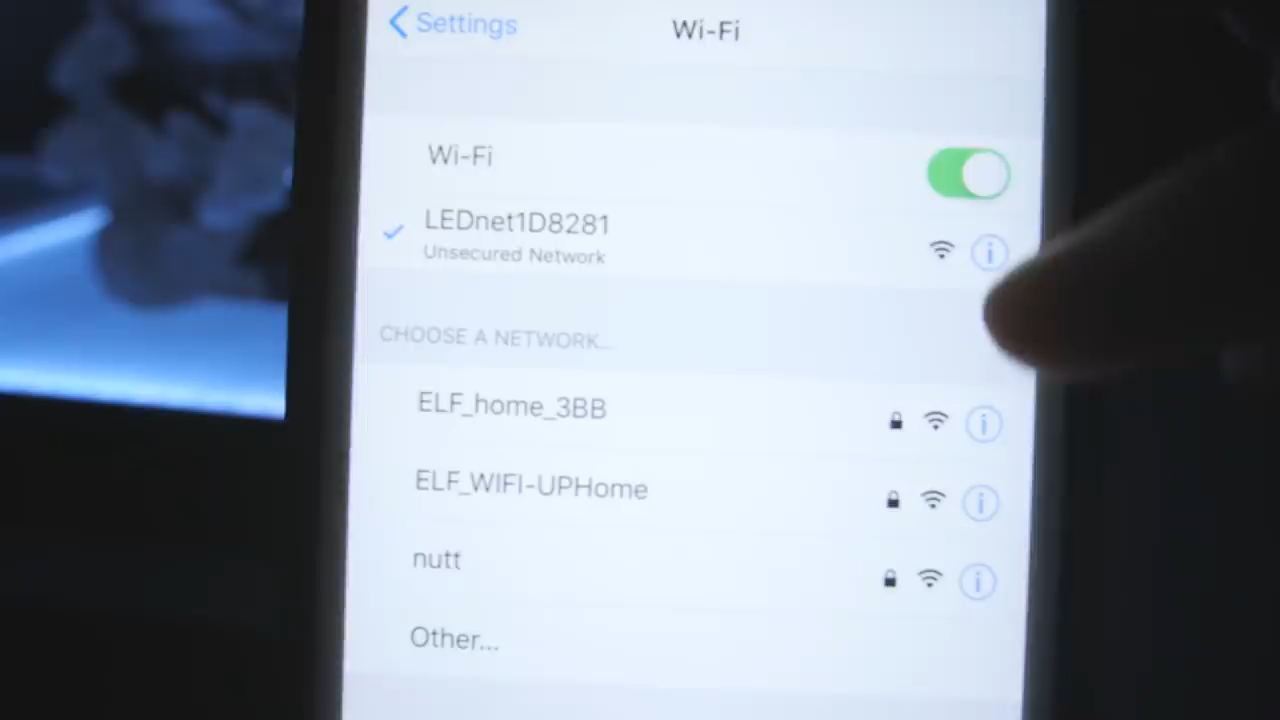 Settings
Wi-Fi
Wi-Fi
LEDnet1D8281
Unsecured Network
CHOOSE A NETWORK...
ELF_home_3BB
ELF_WIFI-UPHome
nutt
Other...